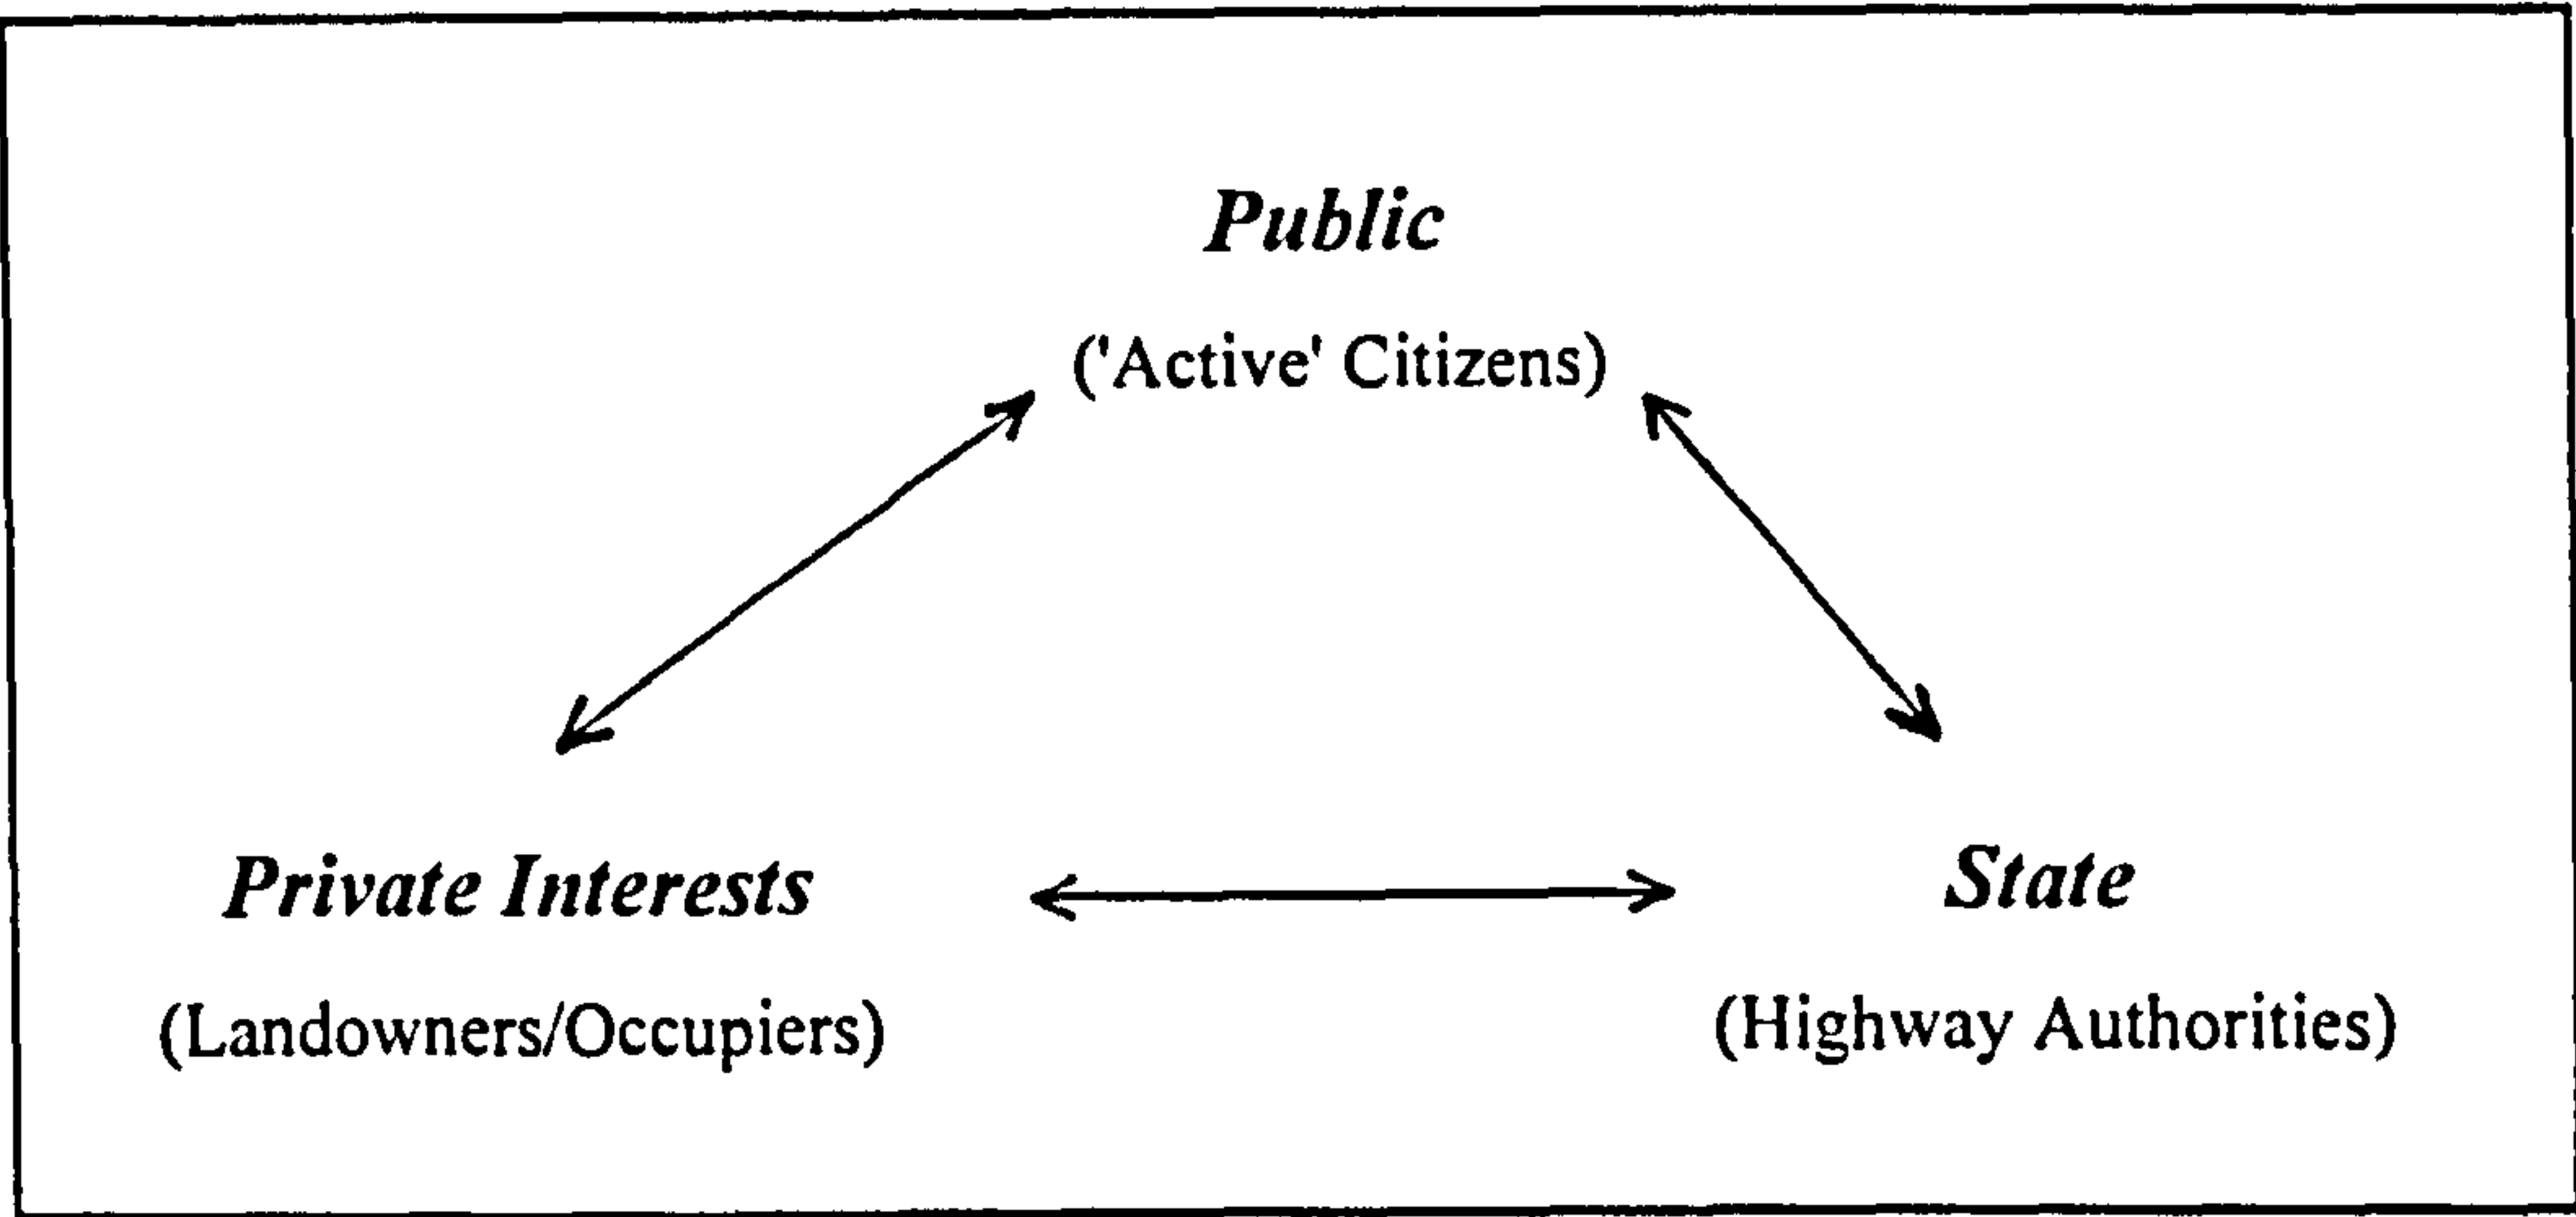 Public
('Active' Citizens)
Private Interests
State
(Landowners/Occupiers)
(Highway Authorities)